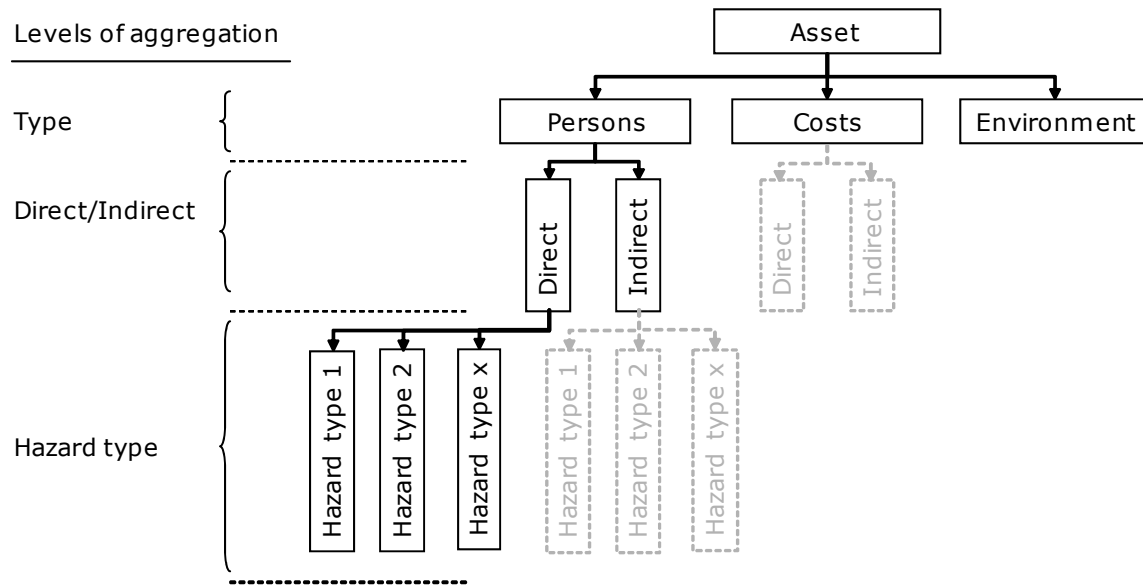 Levels of aggregation
Asset
Type
Persons
Costs
Environment
Direct/Indirect
Direct
Indirect
Direct
Indirect
Hazard type
Hazard type 1
Hazard type 2
Hazard type x
Hazard type 1
Hazard type 2
Hazard type x